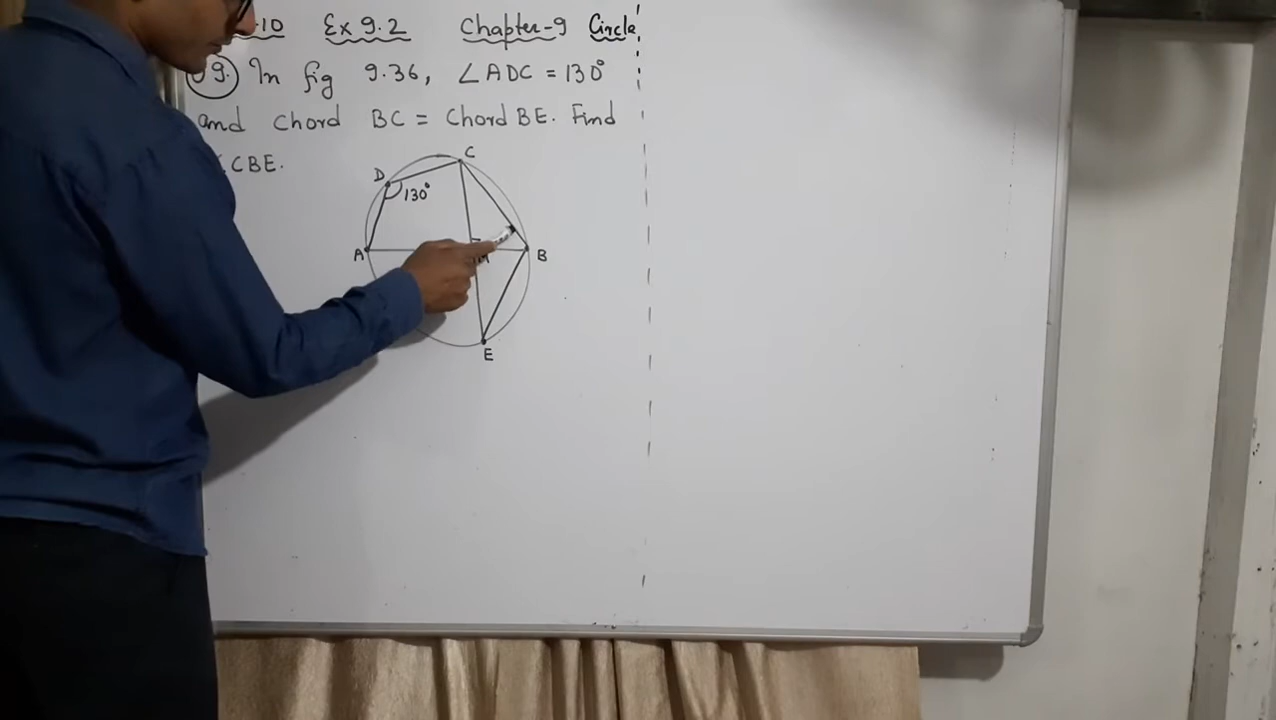 10 Ex 9.2 Chapter-9 Circle
9. In fig 9.36, ∠ADC = 130°
and chord BC = Chord BE. Find
CBE.
C
D
130°
A
B
E